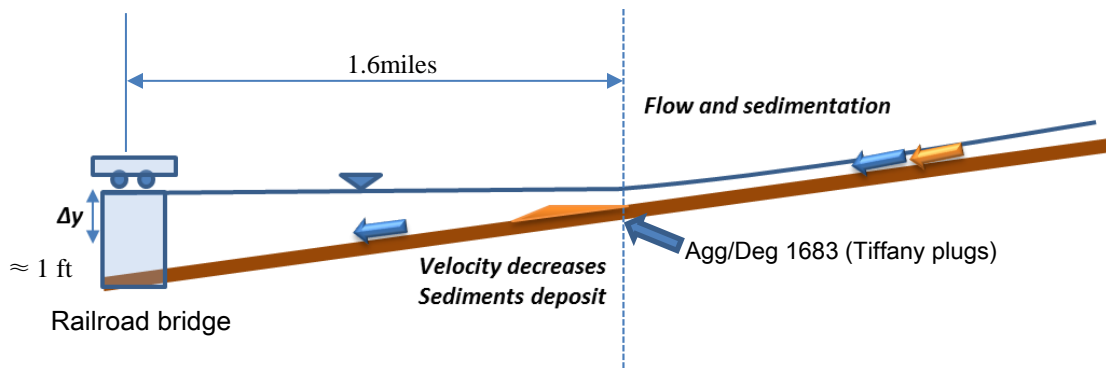 1.6miles
Flow and sedimentation
Δy
≈ 1 ft
Agg/Deg 1683 (Tiffany plugs)
Velocity decreases
Sediments deposit
Railroad bridge